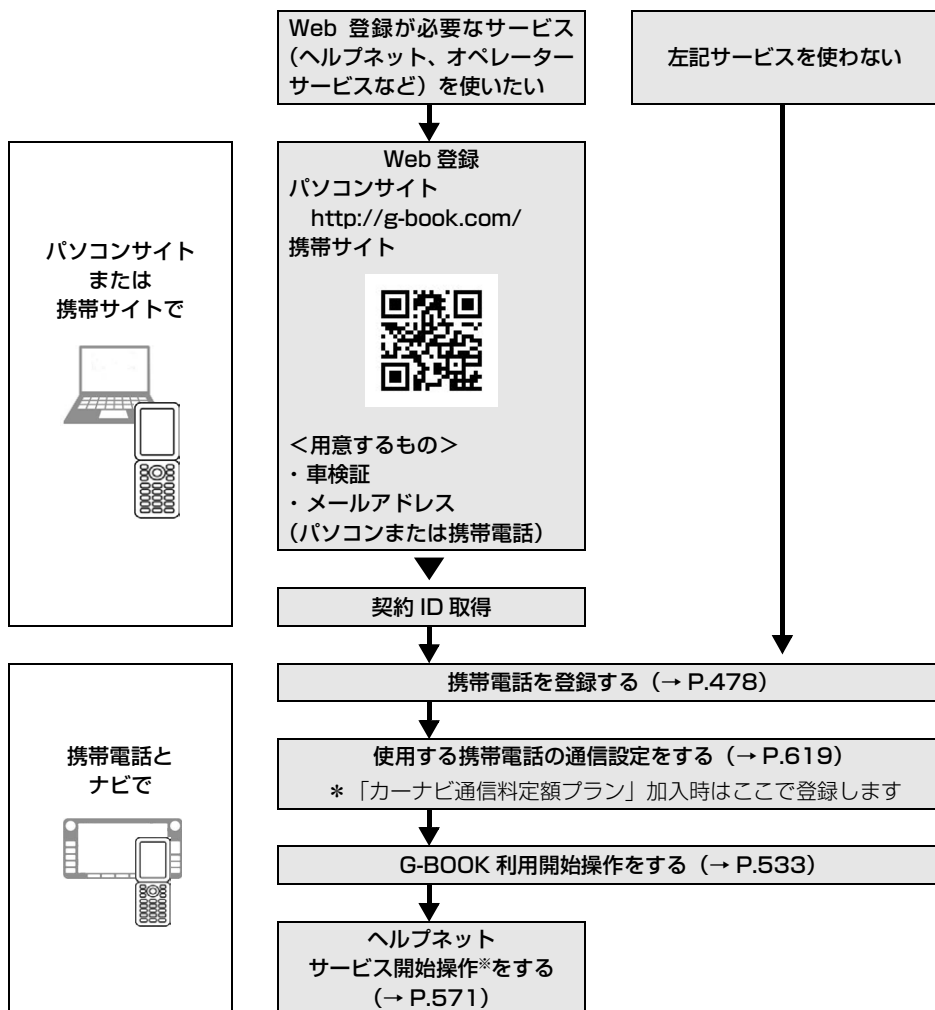 Web 登録が必要なサービス
（ヘルプネット、オペレーター
サービスなど）を使いたい
左記サービスを使わない
パソコンサイト
または
携帯サイトで
Web 登録
パソコンサイト
http://g-book.com/
携帯サイト
＜用意するもの＞
・車検証
・メールアドレス
（パソコンまたは携帯電話）
契約 ID 取得
携帯電話と
ナビで
携帯電話を登録する（→ P.478）
使用する携帯電話の通信設定をする（→ P.619）
＊「カーナビ通信料定額プラン」加入時はここで登録します
G-BOOK 利用開始操作をする（→ P.533）
ヘルプネット
サービス開始操作※をする
（→ P.571）